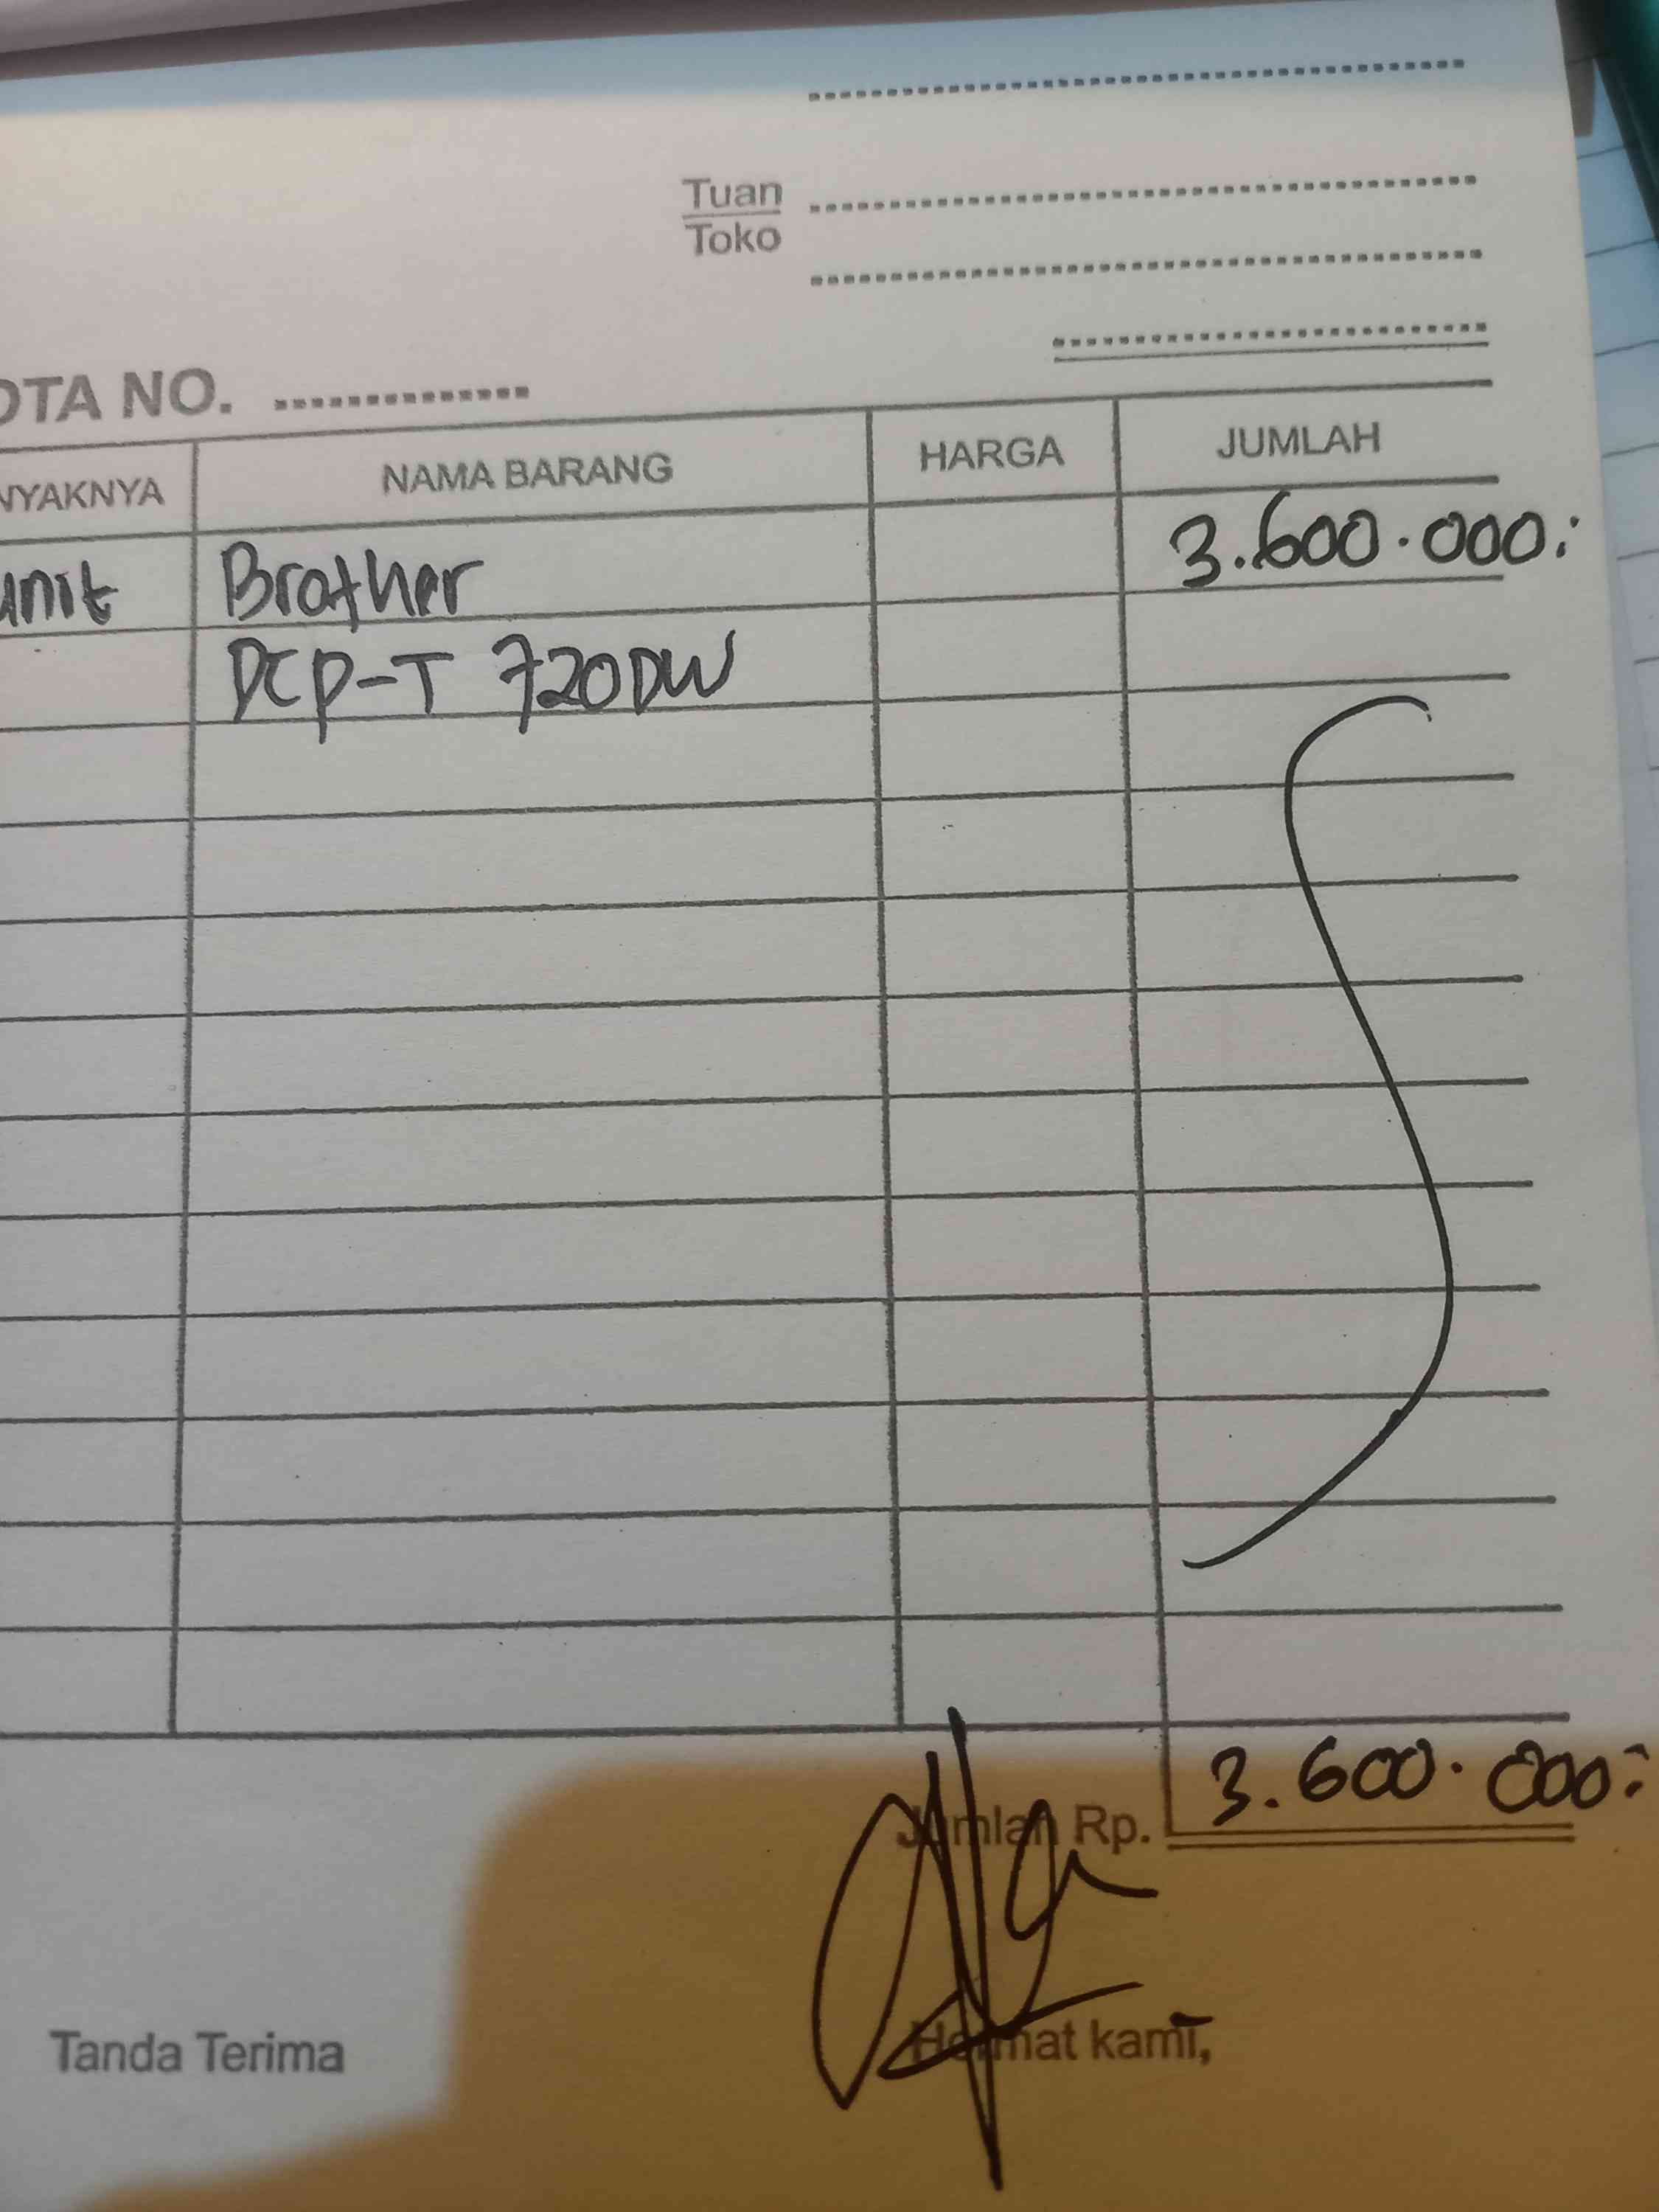 Tuan
Toko
OTA NO.
NYAKNYA NAMA BARANG HARGA JUMLAH
unit Brother 3.600.000:
DCP-T 720DW
Jumlah Rp. 3.600.000:
Tanda Terima Hormat kami,